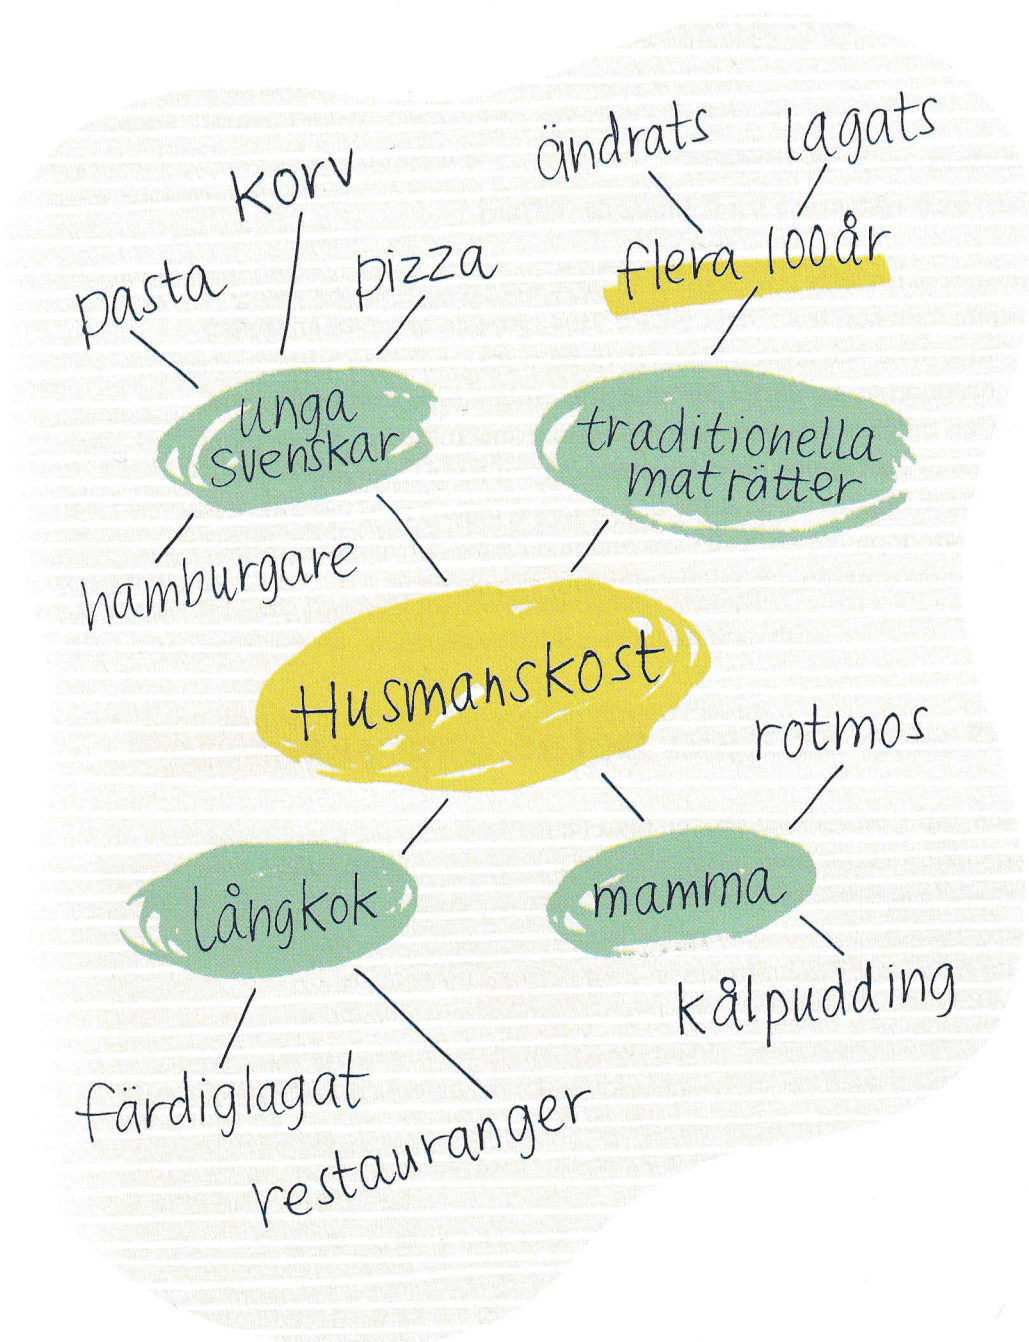 ändrats
lagats
korv
flera 100år
pizza
pasta
unga
svenskar
traditionella
maträtter
hamburgare
Husmanskost
rotmos
långkok
mamma
kålpudding
färdiglagat
restauranger